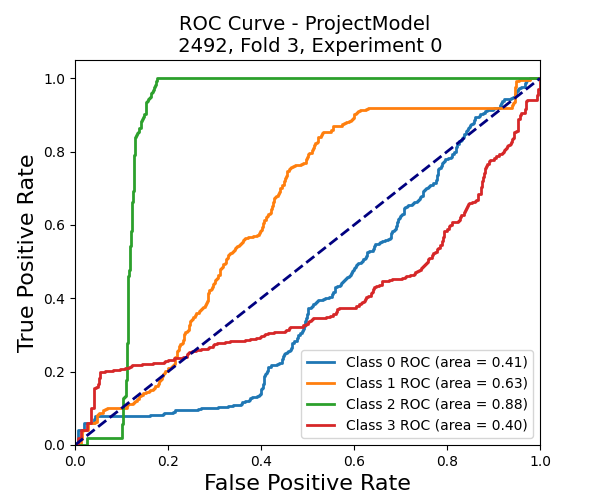 ROC Curve - ProjectModel
2492, Fold 3, Experiment 0
True Positive Rate
1.0
0.8
0.6
0.4
0.2
0.0
Class 0 ROC (area = 0.41)
Class 1 ROC (area = 0.63)
Class 2 ROC (area = 0.88)
Class 3 ROC (area = 0.40)
0.0 0.2 0.4 0.6 0.8 1.0
False Positive Rate